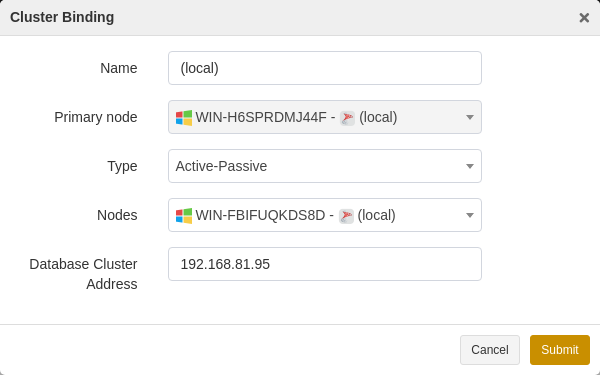 Cluster Binding
Name
(local)
Primary node
WIN-H6SPRDMJ44F - (local)
Type
Active-Passive
Nodes
WIN-FBIFUQKDS8D - (local)
Database Cluster
Address
192.168.81.95
Cancel
Submit